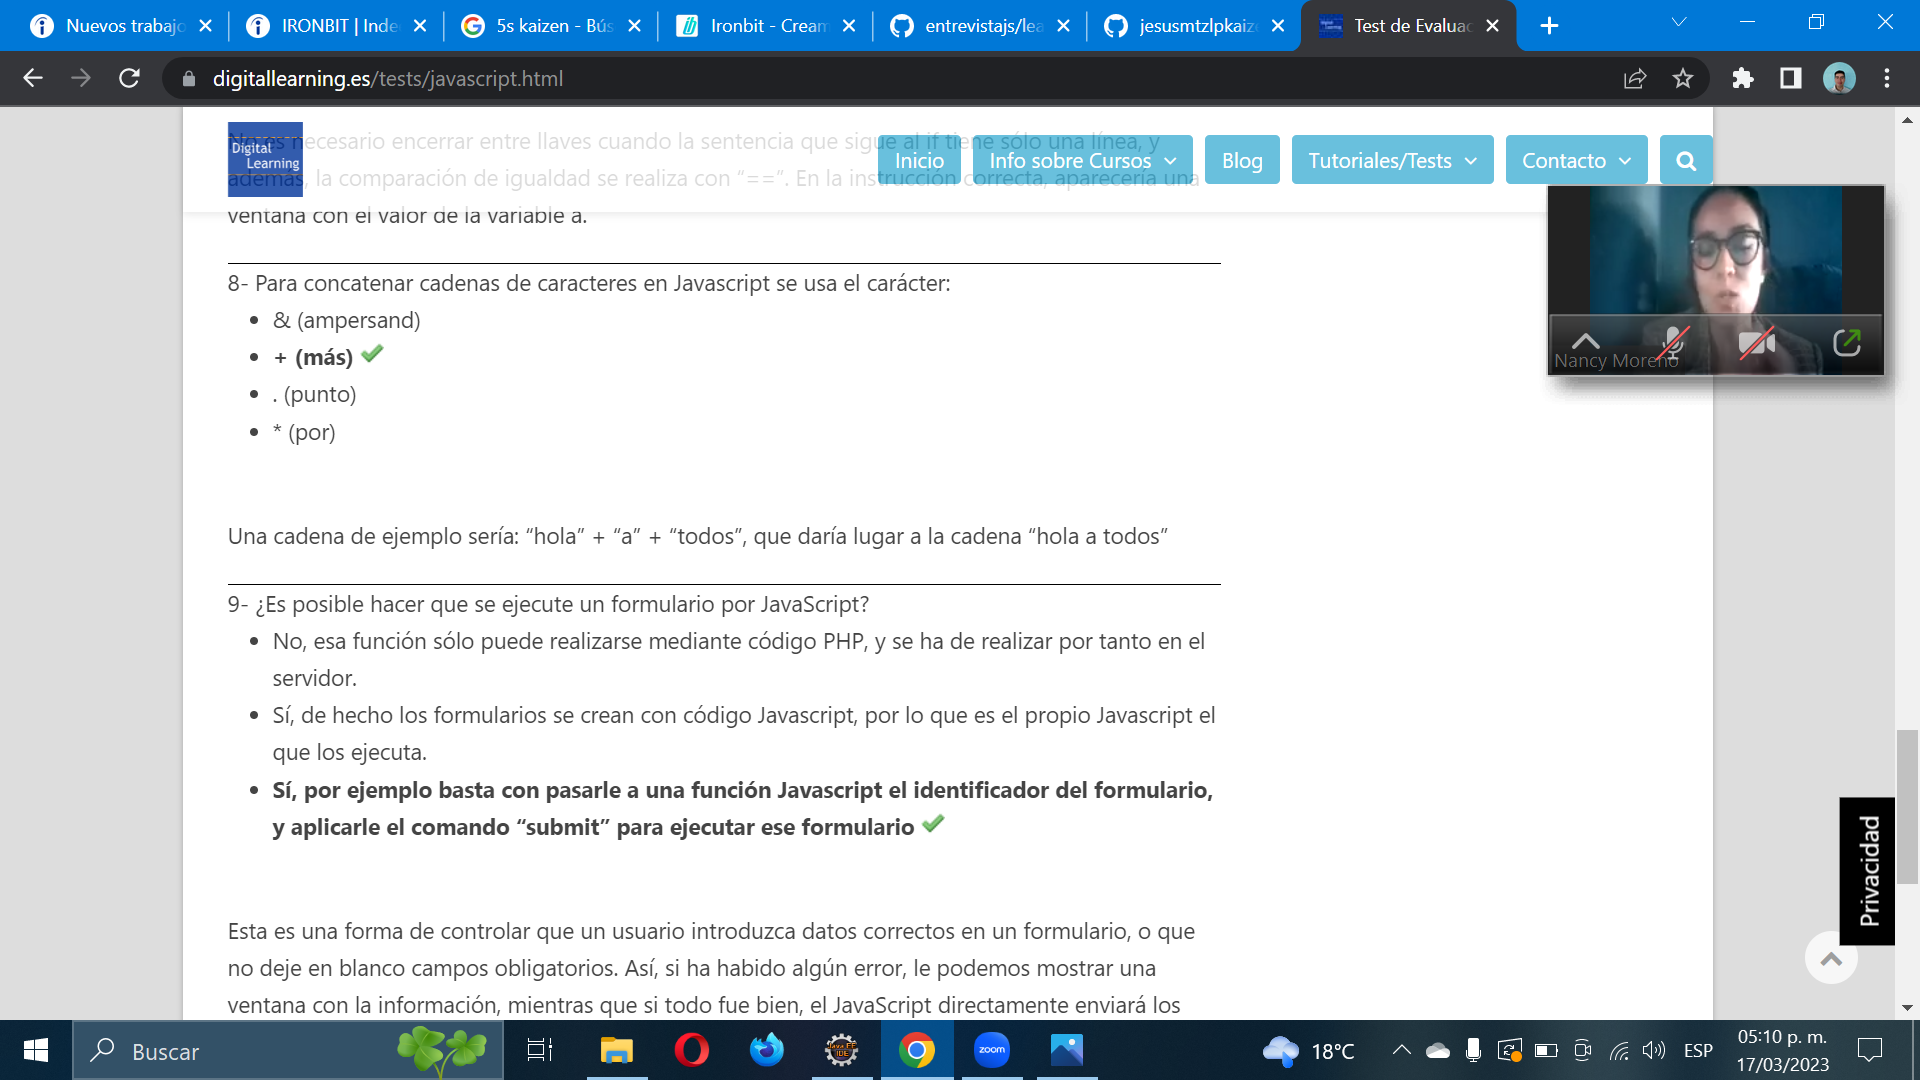 Nuevos trabajo
IRONBIT | Inde
5s kaizen - Bús
Ironbit - Cream
entrevistajs/lea
jesusmtzlpkaiz
Test de Evaluac
digitallearning.es/tests/javascript.html
Digital
Learning
Inicio
Info sobre Cursos
Blog
Tutoriales/Tests
Contacto
necesario encerrar entre llaves cuando la sentencia que sigue al if tiene sólo una línea, y
además, la comparación de igualdad se realiza con “==”. En la instrucción correcta, aparecería una
ventana con el valor de la variable a.
8- Para concatenar cadenas de caracteres en Javascript se usa el carácter:
& (ampersand)
+ (más)
. (punto)
* (por)
Nancy Moreno
Una cadena de ejemplo sería: “hola” + “a” + “todos”, que daría lugar a la cadena “hola a todos”
9- ¿Es posible hacer que se ejecute un formulario por JavaScript?
No, esa función sólo puede realizarse mediante código PHP, y se ha de realizar por tanto en el
servidor.
Sí, de hecho los formularios se crean con código Javascript, por lo que es el propio Javascript el
que los ejecuta.
Sí, por ejemplo basta con pasarle a una función Javascript el identificador del formulario,
y aplicarle el comando “submit” para ejecutar ese formulario
Privacidad
Esta es una forma de controlar que un usuario introduzca datos correctos en un formulario, o que
no deje en blanco campos obligatorios. Así, si ha habido algún error, le podemos mostrar una
ventana con la información, mientras que si todo fue bien, el JavaScript directamente enviará los
Buscar
zoom
18°C
ESP
05:10 p. m.
17/03/2023